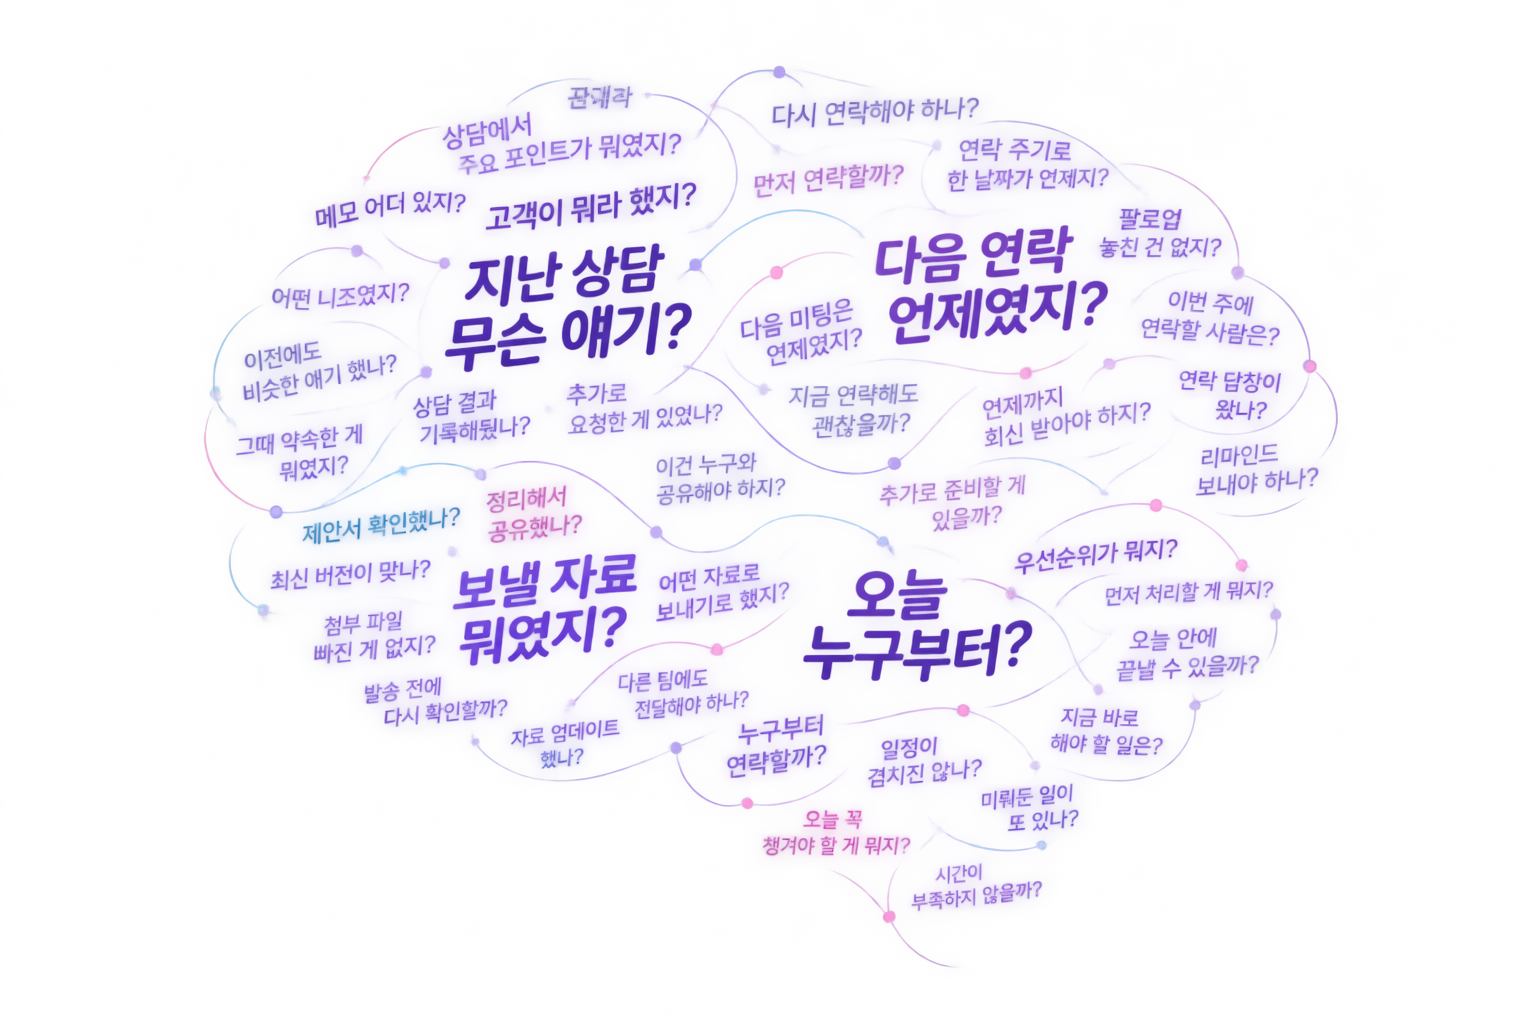 다시 연락해야 하나?
상담에서
주요 포인트가 뭐였지?
연락 주기로
한 날짜가 언제지?
먼저 연략할까?
메모 어더 있지?
고객이 뭐라 했지?
팔로업
놓친 건 없지?
지난 상담
무슨 얘기?
다음 연락
언제였지?
어떤 니조였지?
이번 주에
연락할 사람은?
다음 미팅은
언제였지?
이전에도
비슷한 얘기 했나?
상담 결과
기록해뒀나?
추가로
요청한 게 있었나?
지금 연략해도
괜찮을까?
언제까지
회신 받아야 하지?
연락 답창이
왔나?
그때 약속한 게
뭐였지?
이건 누구와
공유해야 하지?
리마인드
보내야 하나?
추가로 준비할 게
있을까?
제안서 확인했나?
정리해서
공유했나?
최신 버전이 맞나?
보낼 자료
뭐였지?
어떤 자료로
보내기로 했지?
오늘
누구부터?
우선순위가 뭐지?
먼저 처리할 게 뭐지?
첨부 파일
빠진 게 없지?
오늘 안에
끝낼 수 있을까?
발송 전에
다시 확인할까?
다른 팀에도
전달해야 하나?
자료 업데이트
했나?
누구부터
연략할까?
일정이
겹치진 않나?
지금 바로
해야 할 일은?
미뤄둔 일이
또 있나?
오늘 꼭
챙겨야 할 게 뭐지?
시간이
부족하지 않을까?